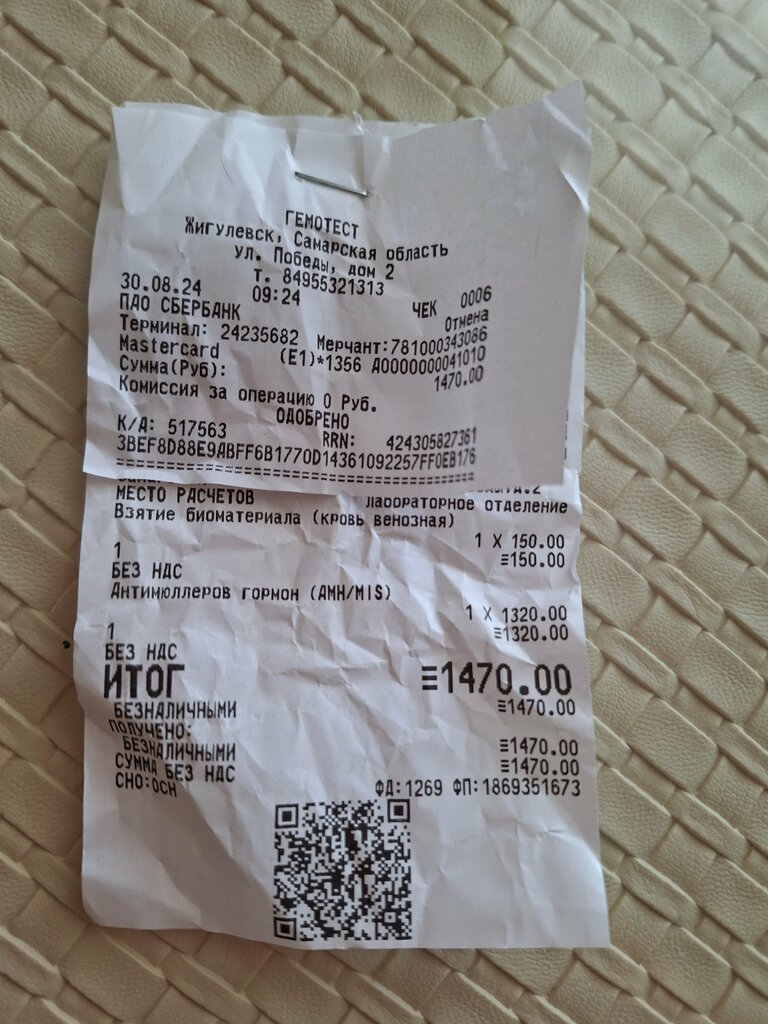 ГЕМОТЕСТ
Жигулевск, Самарская область
ул. Победы, дом 2
т. 84955321313
30.08.24 09:24 ЧЕК 0006
ПАО СБЕРБАНК Отмена
Терминал: 24235682 Мерчант:781000343086
Mastercard (E1)*1356 A0000000041010
Сумма(Руб): 1470.00
Комиссия за операцию 0 Руб.
ОДОБРЕНО
К/А: 517563 RRN: 424305827361
3BEF8D88E9ABFF6B1770D14361092257FF0EB176
========================================
МЕСТО РАСЧЕТОВ лабораторное отделение
Взятие биоматериала (кровь венозная)
1 X 150.00
1 ≡150.00
БЕЗ НДС
Антимюллеров гормон (АМН/MIS)
1 X 1320.00
1 ≡1320.00
БЕЗ НДС
ИТОГ ≡1470.00
БЕЗНАЛИЧНЫМИ ≡1470.00
ПОЛУЧЕНО:
БЕЗНАЛИЧНЫМИ ≡1470.00
СУММА БЕЗ НДС ≡1470.00
СНО:ОСН ФД:1269 ФП:1869351673